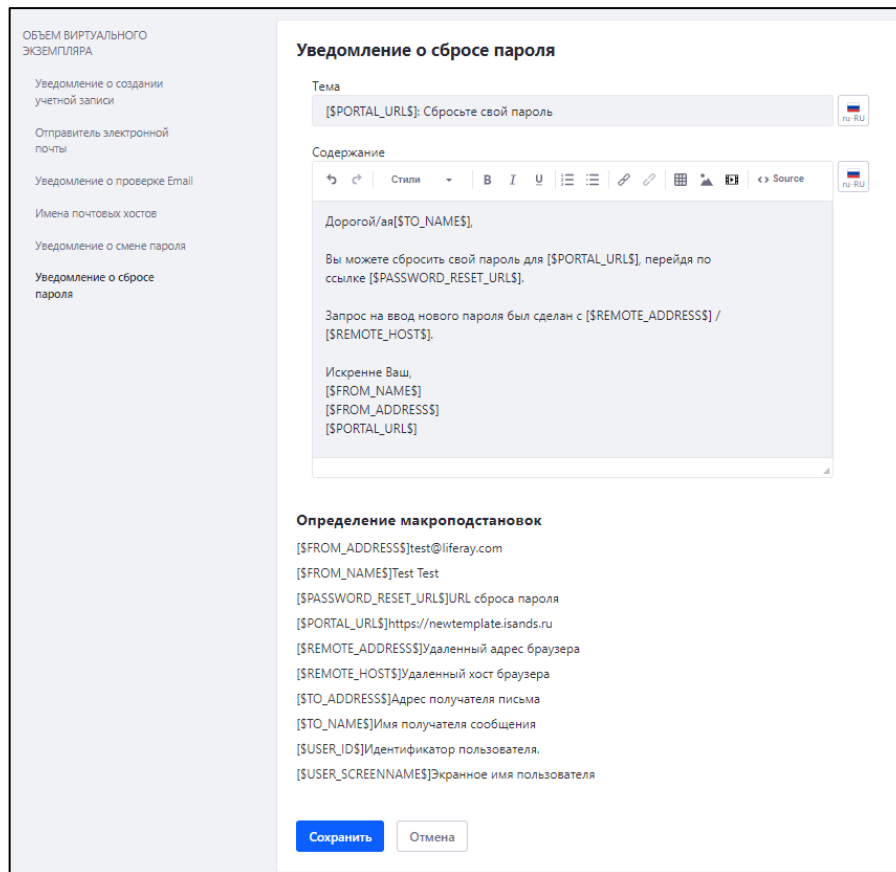 ОБЪЕМ ВИРТУАЛЬНОГО
ЭКЗЕМПЛЯРА
Уведомление о создании
учетной записи
Отправитель электронной
почты
Уведомление о проверке Email
Имена почтовых хостов
Уведомление о смене пароля
Уведомление о сбросе
пароля
Уведомление о сбросе пароля
Тема
[$PORTAL_URL$]: Сбросьте свой пароль
ru-RU
Содержание
Стили B I U <> Source
ru-RU
Дорогой/ая[$TO_NAME$],
Вы можете сбросить свой пароль для [$PORTAL_URL$], перейдя по
ссылке [$PASSWORD_RESET_URL$].
Запрос на ввод нового пароля был сделан с [$REMOTE_ADDRESS$] /
[$REMOTE_HOST$].
Искренне Ваш,
[$FROM_NAME$]
[$FROM_ADDRESS$]
[$PORTAL_URL$]
Определение макроподстановок
[$FROM_ADDRESS$]test@liferay.com
[$FROM_NAME$]Test Test
[$PASSWORD_RESET_URL$]URL сброса пароля
[$PORTAL_URL$]https://newtemplate.isands.ru
[$REMOTE_ADDRESS$]Удаленный адрес браузера
[$REMOTE_HOST$]Удаленный хост браузера
[$TO_ADDRESS$]Адрес получателя письма
[$TO_NAME$]Имя получателя сообщения
[$USER_ID$]Идентификатор пользователя.
[$USER_SCREENNAME$]Экранное имя пользователя
Сохранить
Отмена